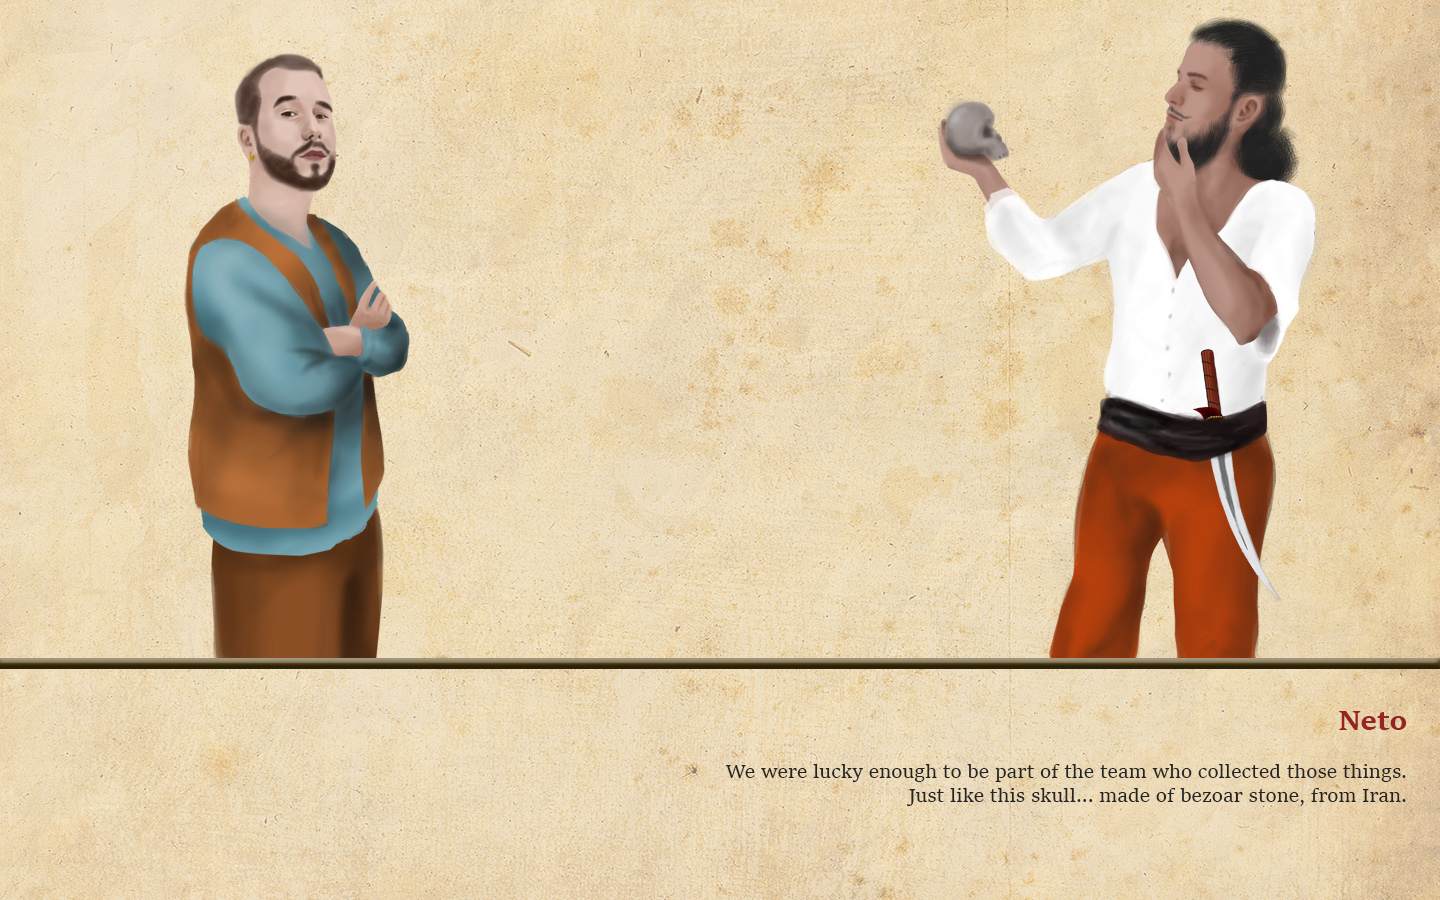 Neto
We were lucky enough to be part of the team who collected those things.
Just like this skull... made of bezoar stone, from Iran.